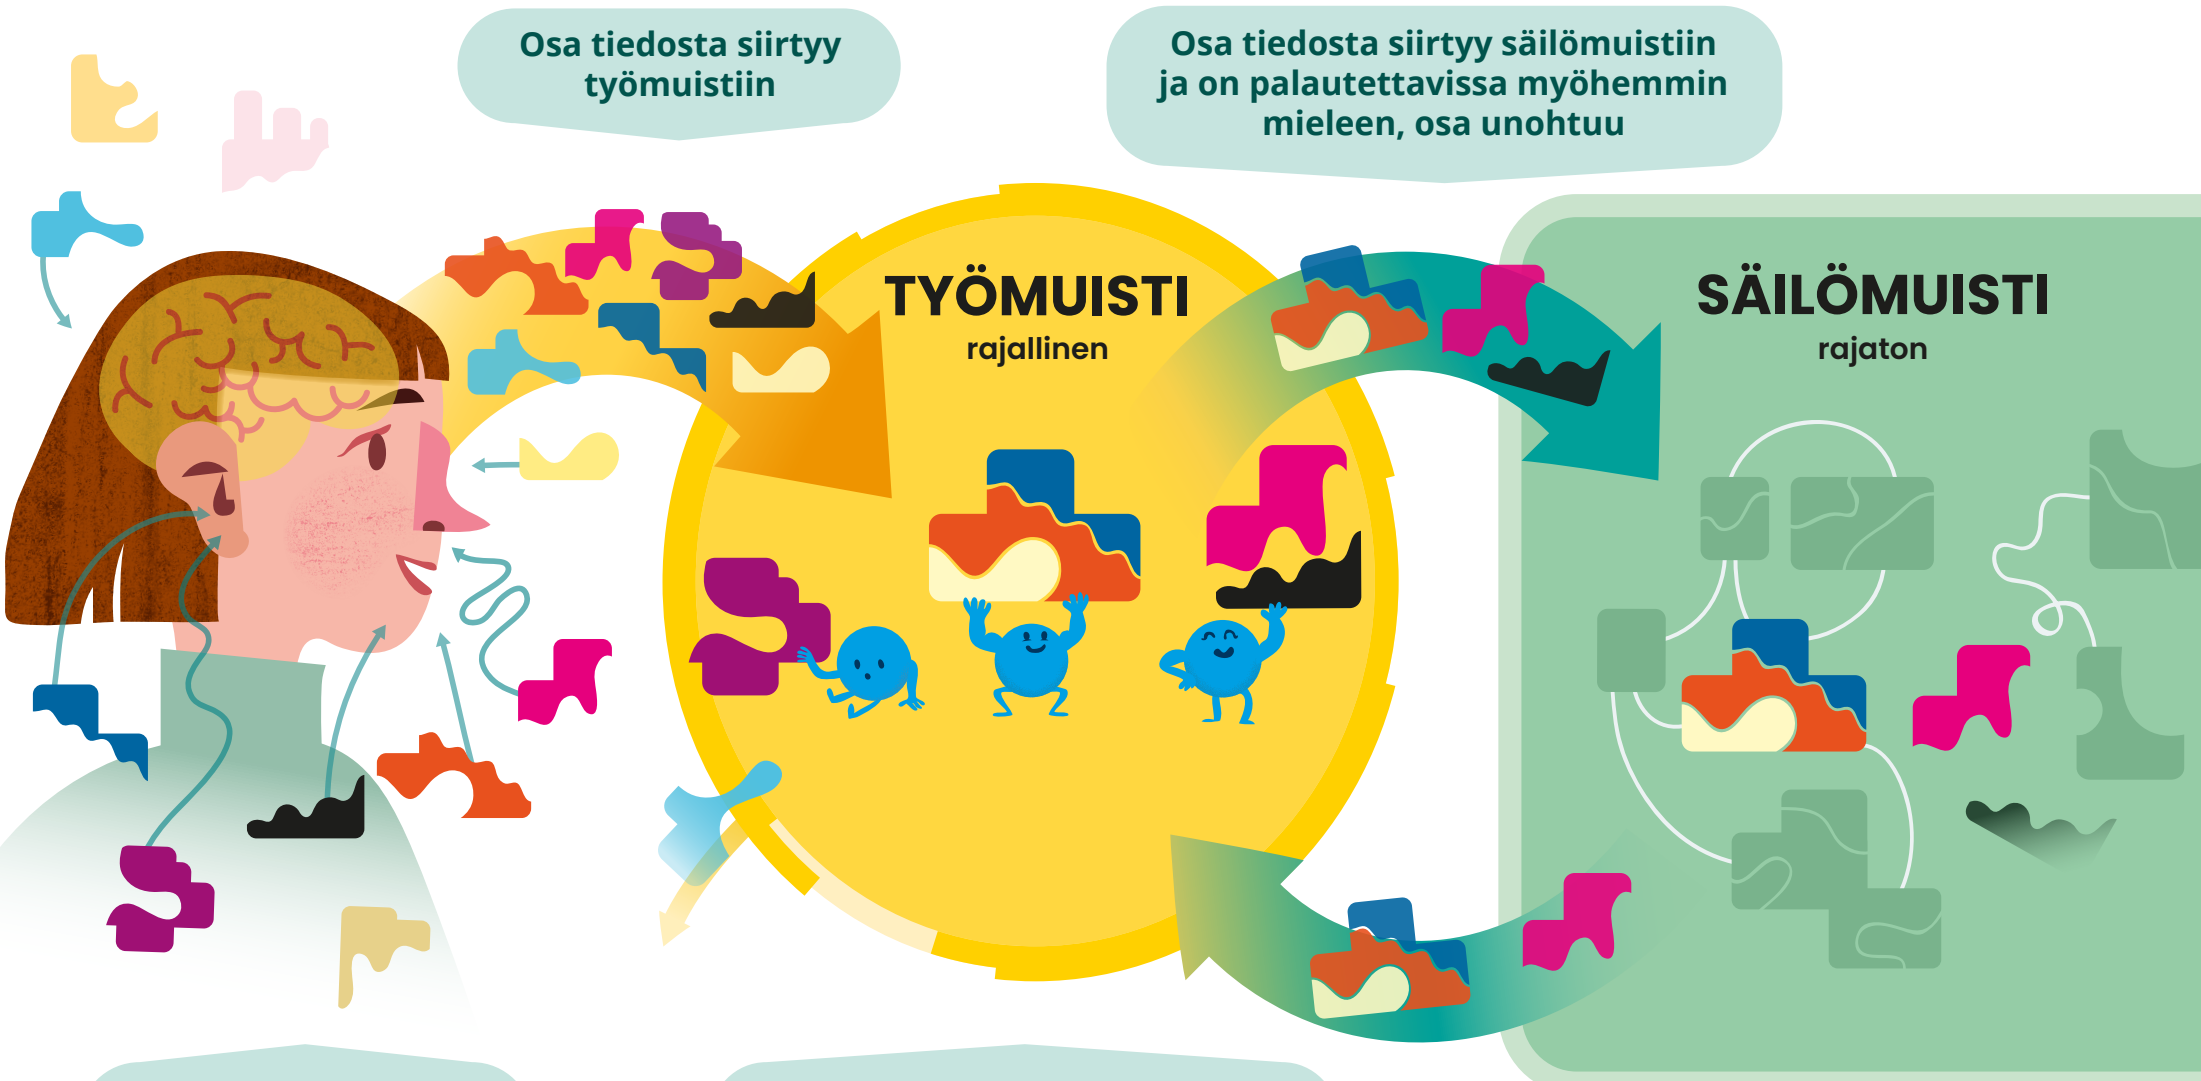 Osa tiedosta siirtyy
työmuistiin
Osa tiedosta siirtyy säilömuistiin
ja on palautettavissa myöhemmin
mieleen, osa unohtuu
TYÖMUISTI
rajallinen
SÄILÖMUISTI
rajaton